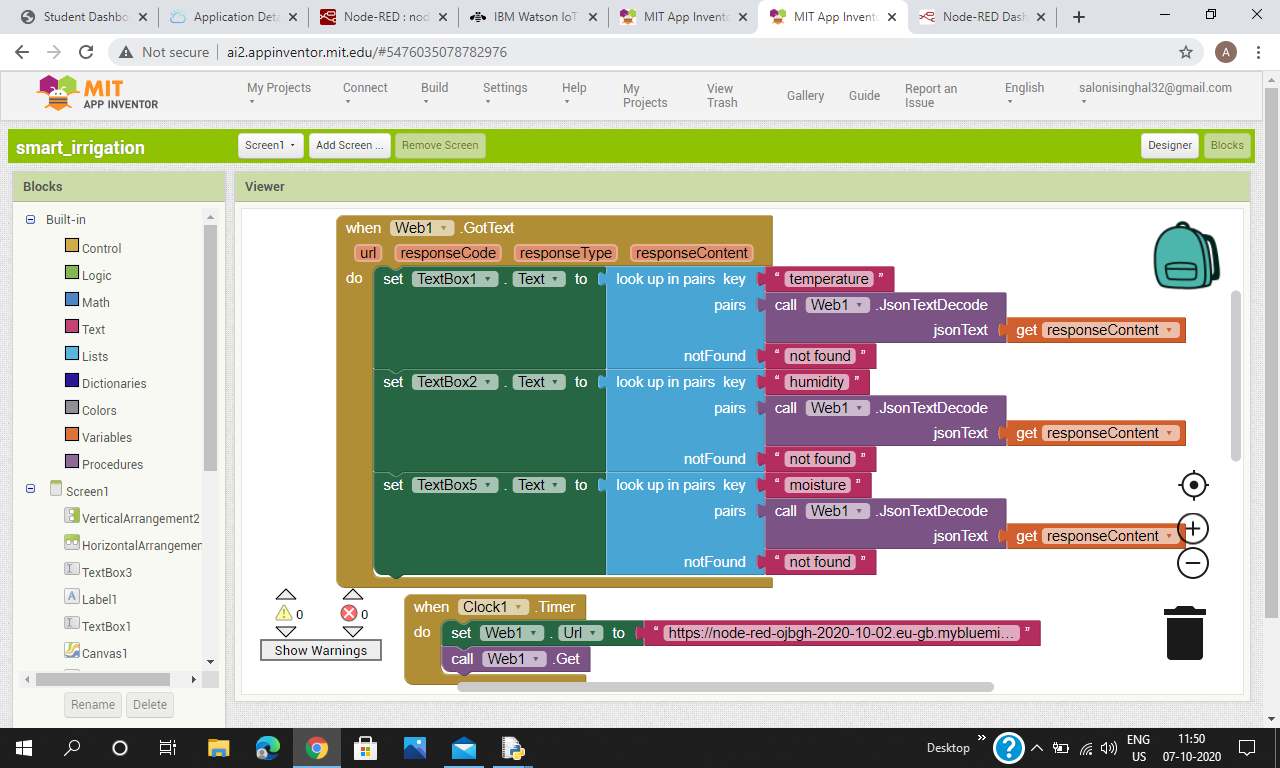 Student Dashbo
Application Deta
Node-RED : nod
IBM Watson IoT
MIT App Invento
MIT App Invento
Node-RED Dash
Not secure | ai2.appinventor.mit.edu/#5476035078782976
A
MIT
APP INVENTOR
My Projects
Connect
Build
Settings
Help
My Projects
View Trash
Gallery
Guide
Report an Issue
English
salonisinghal32@gmail.com
smart_irrigation
Screen1
Add Screen ...
Remove Screen
Designer
Blocks
Blocks
Viewer
Built-in
Control
Logic
Math
Text
Lists
Dictionaries
Colors
Variables
Procedures
Screen1
VerticalArrangement2
HorizontalArrangemen
TextBox3
Label1
TextBox1
Canvas1
Rename
Delete
when Web1 .GotText
url responseCode responseType responseContent
do set TextBox1 . Text to look up in pairs key “ temperature ”
pairs call Web1 .JsonTextDecode
jsonText get responseContent
notFound “ not found ”
set TextBox2 . Text to look up in pairs key “ humidity ”
pairs call Web1 .JsonTextDecode
jsonText get responseContent
notFound “ not found ”
set TextBox5 . Text to look up in pairs key “ moisture ”
pairs call Web1 .JsonTextDecode
jsonText get responseContent
notFound “ not found ”
0 0
Show Warnings
when Clock1 .Timer
do set Web1 . Url to “ https://node-red-ojbgh-2020-10-02.eu-gb.mybluemi... ”
call Web1 .Get
Desktop
ENG
US
11:50
07-10-2020